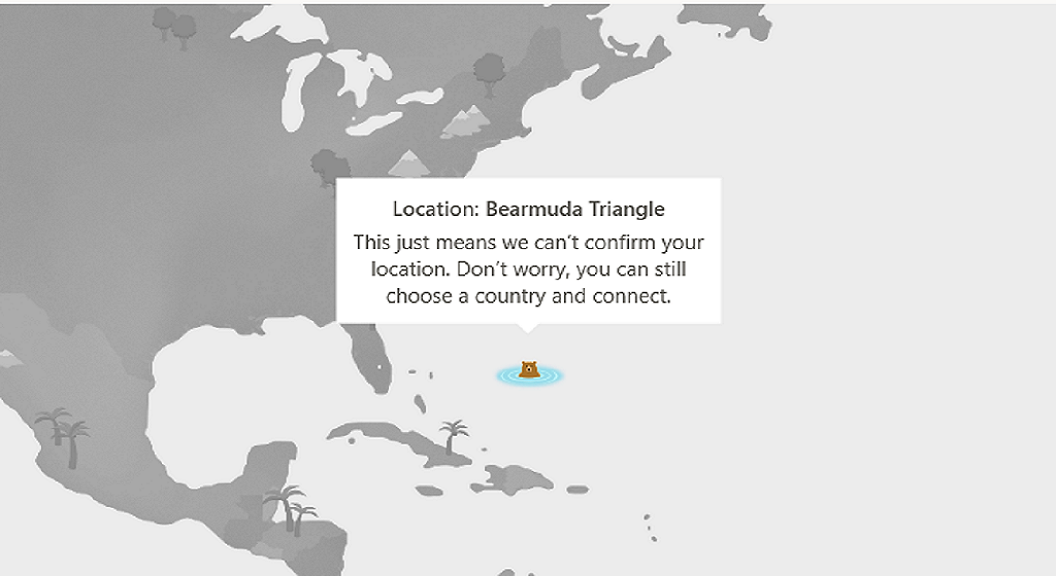 Location: Bearmuda Triangle
This just means we can't confirm your
location. Don't worry, you can still
choose a country and connect.